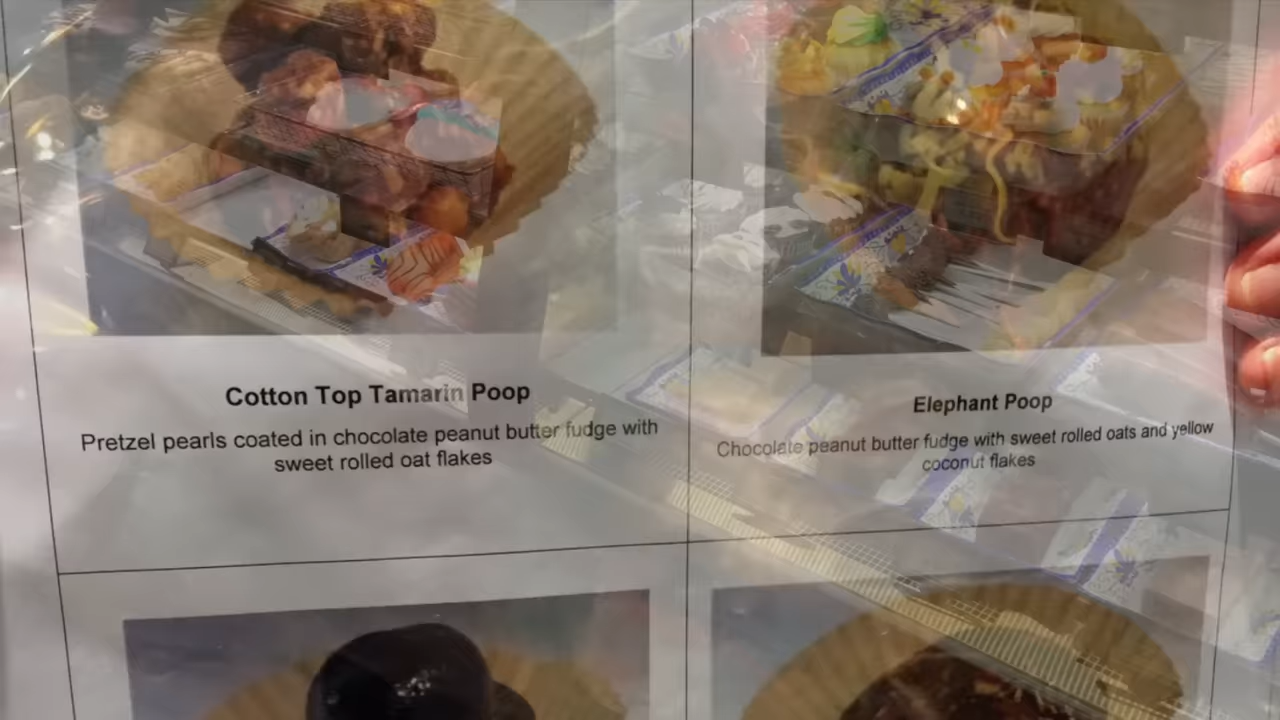 Cotton Top Tamarin Poop
Pretzel pearls coated in chocolate peanut butter fudge with
sweet rolled oat flakes
Elephant Poop
Chocolate peanut butter fudge with sweet rolled oats and yellow
coconut flakes